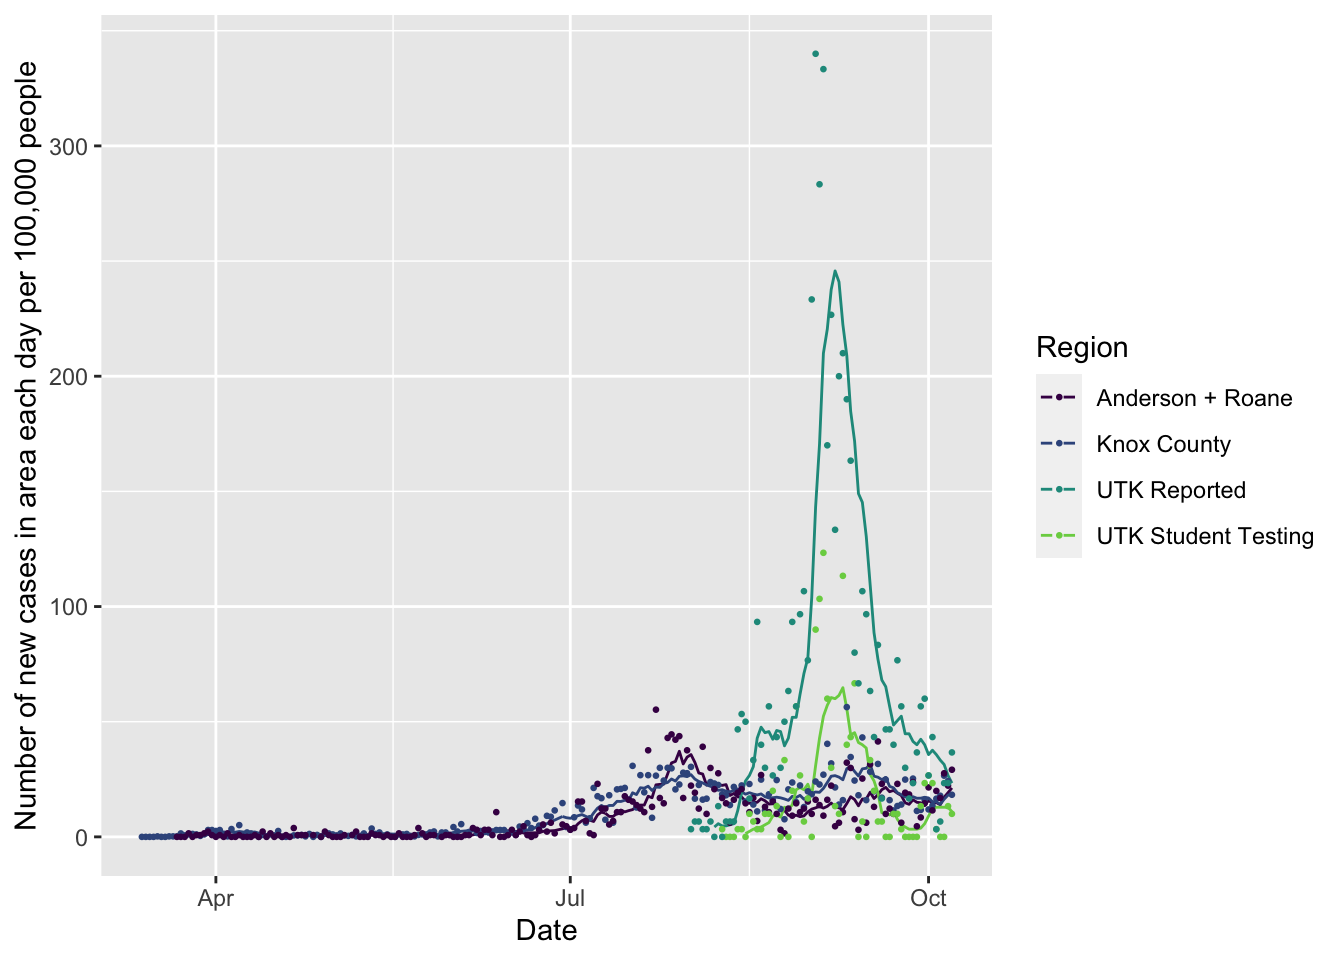 Number of new cases in area each day per 100,000 people
300
200
100
0
Apr
Jul
Oct
Date
Region
Anderson + Roane
Knox County
UTK Reported
UTK Student Testing